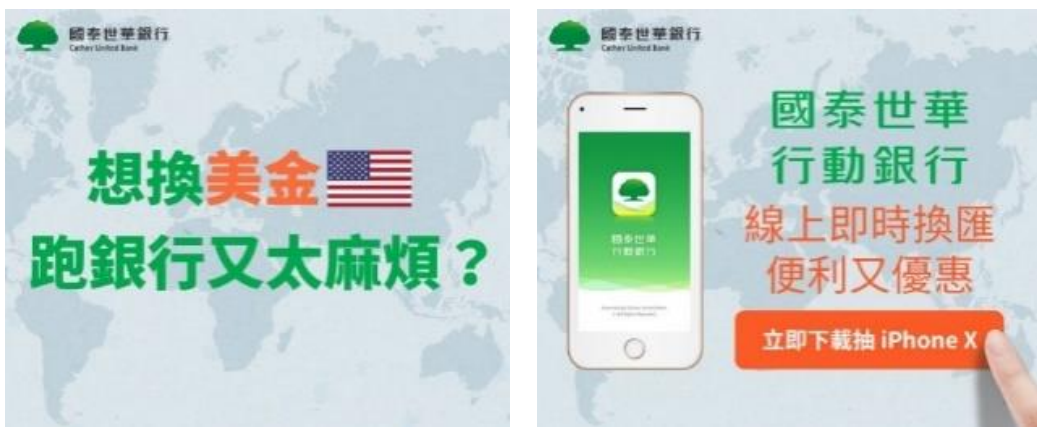 國泰世華銀行
Cathay United Bank
想換美金
跑銀行又太麻煩？
國泰世華銀行
Cathay United Bank
國泰世華
行動銀行
國泰世華
行動銀行
線上即時換匯
便利又優惠
立即下載抽 iPhone X